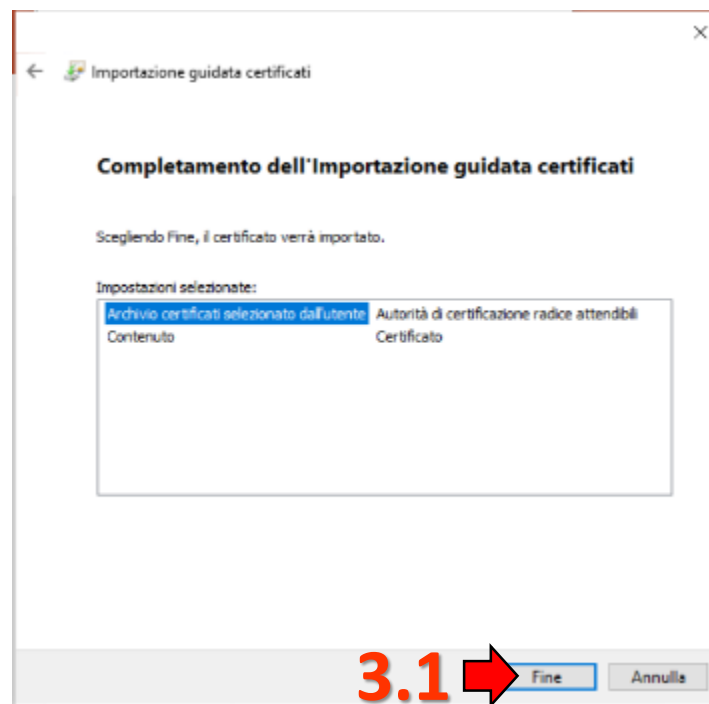 Importazione guidata certificati
Completamento dell'Importazione guidata certificati
Scegliendo Fine, il certificato verrà importato.
Impostazioni selezionate:
Archivio certificati selezionato dall'utente Autorità di certificazione radice attendibili
Contenuto Certificato
3.1 Fine Annulla